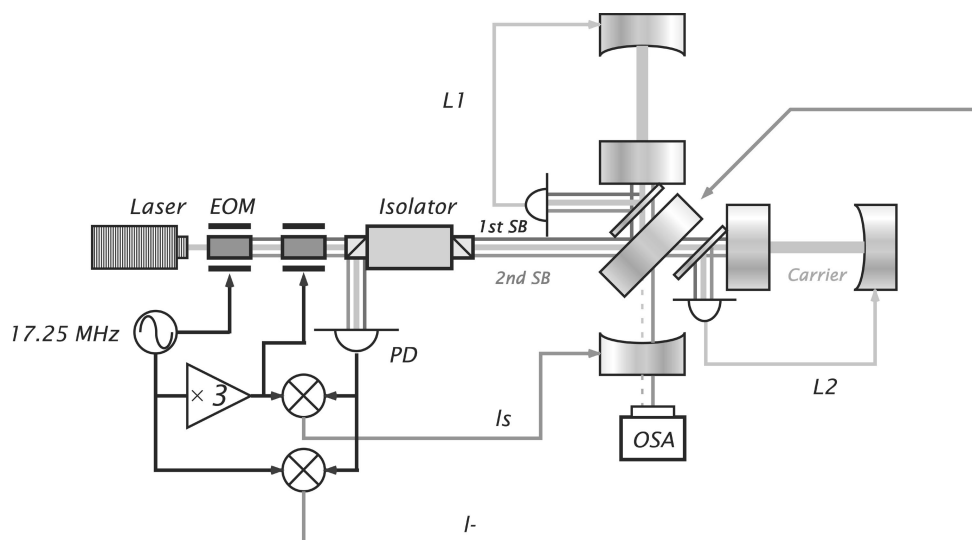 L1
Laser
EOM
Isolator
1st SB
2nd SB
Carrier
17.25 MHz
PD
× 3
ls
L2
OSA
l-